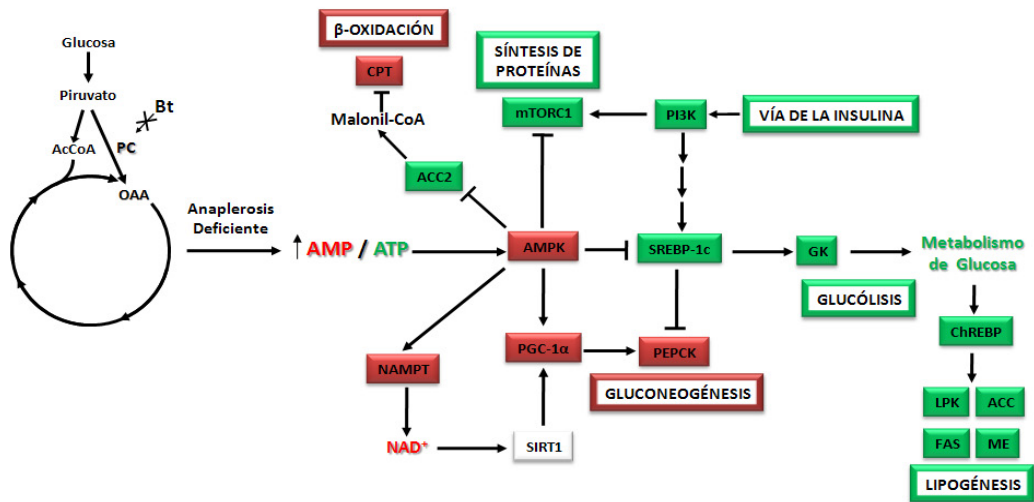 Glucosa
Piruvato
Bt
AcCoA
PC
OAA
Anaplerosis
Deficiente
β-OXIDACIÓN
CPT
Malonil-CoA
ACC2
↑ AMP / ATP
AMPK
NAMPT
NAD⁺
SIRT1
PGC-1α
PEPCK
GLUCONEOGÉNESIS
SÍNTESIS DE
PROTEÍNAS
mTORC1
PI3K
VÍA DE LA INSULINA
SREBP-1c
GK
GLUCÓLISIS
Metabolismo
de Glucosa
ChREBP
LPK ACC
FAS ME
LIPOGÉNESIS